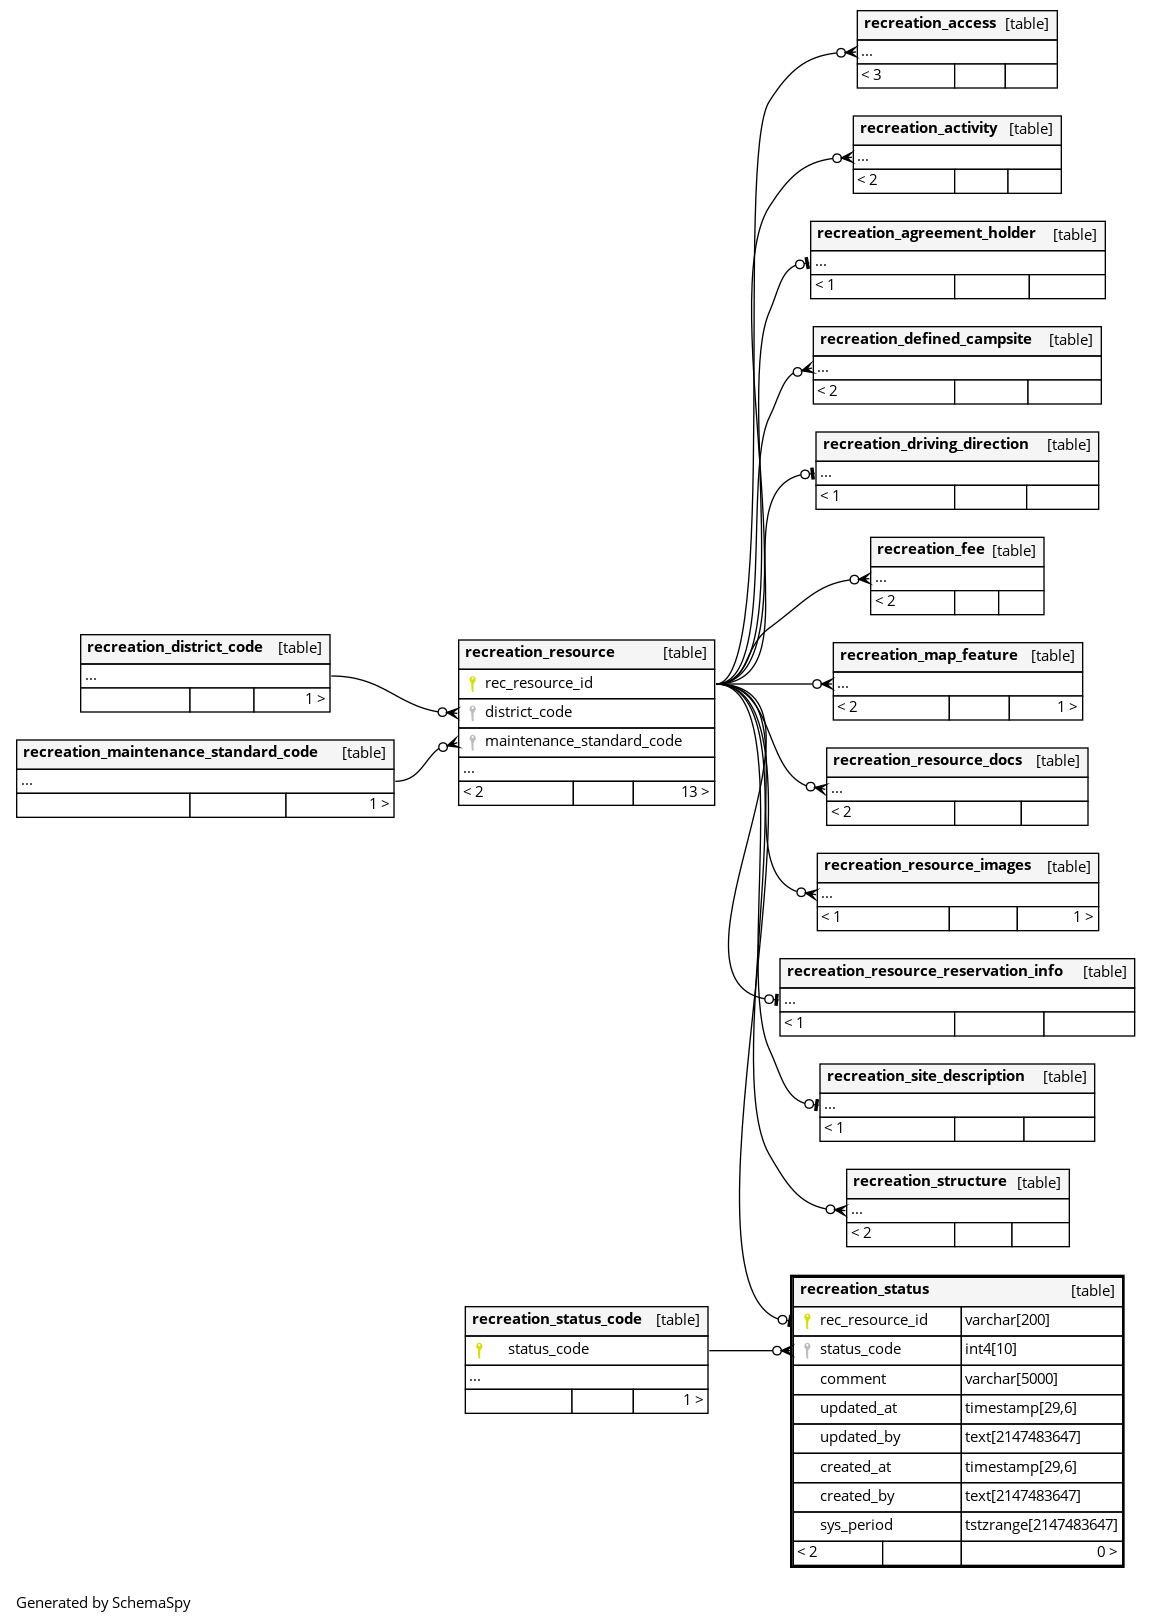 recreation_access [table]
...
< 3
recreation_activity [table]
...
< 2
recreation_agreement_holder [table]
...
< 1
recreation_defined_campsite [table]
...
< 2
recreation_driving_direction [table]
...
< 1
recreation_fee [table]
...
< 2
recreation_district_code [table]
...
1 >
recreation_maintenance_standard_code [table]
...
1 >
recreation_resource [table]
rec_resource_id
district_code
maintenance_standard_code
...
< 2 13 >
recreation_map_feature [table]
...
< 2 1 >
recreation_resource_docs [table]
...
< 2
recreation_resource_images [table]
...
< 1 1 >
recreation_resource_reservation_info [table]
...
< 1
recreation_site_description [table]
...
< 1
recreation_structure [table]
...
< 2
recreation_status_code [table]
status_code
...
1 >
recreation_status [table]
rec_resource_id varchar[200]
status_code int4[10]
comment varchar[5000]
updated_at timestamp[29,6]
updated_by text[2147483647]
created_at timestamp[29,6]
created_by text[2147483647]
sys_period tstzrange[2147483647]
< 2 0 >
Generated by SchemaSpy